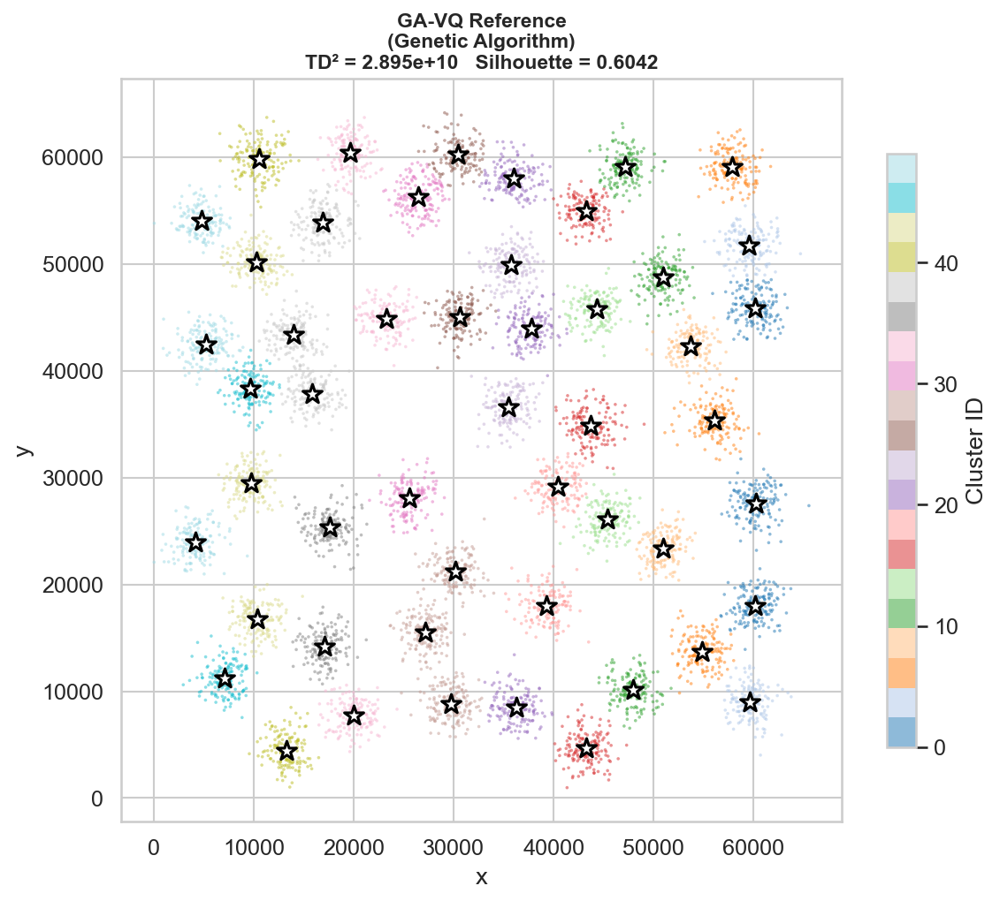 GA-VQ Reference
(Genetic Algorithm)
TD² = 2.895e+10 Silhouette = 0.6042
60000
50000
40000
30000
20000
10000
0
y
0 10000 20000 30000 40000 50000 60000
x
40
30
20
10
0
Cluster ID